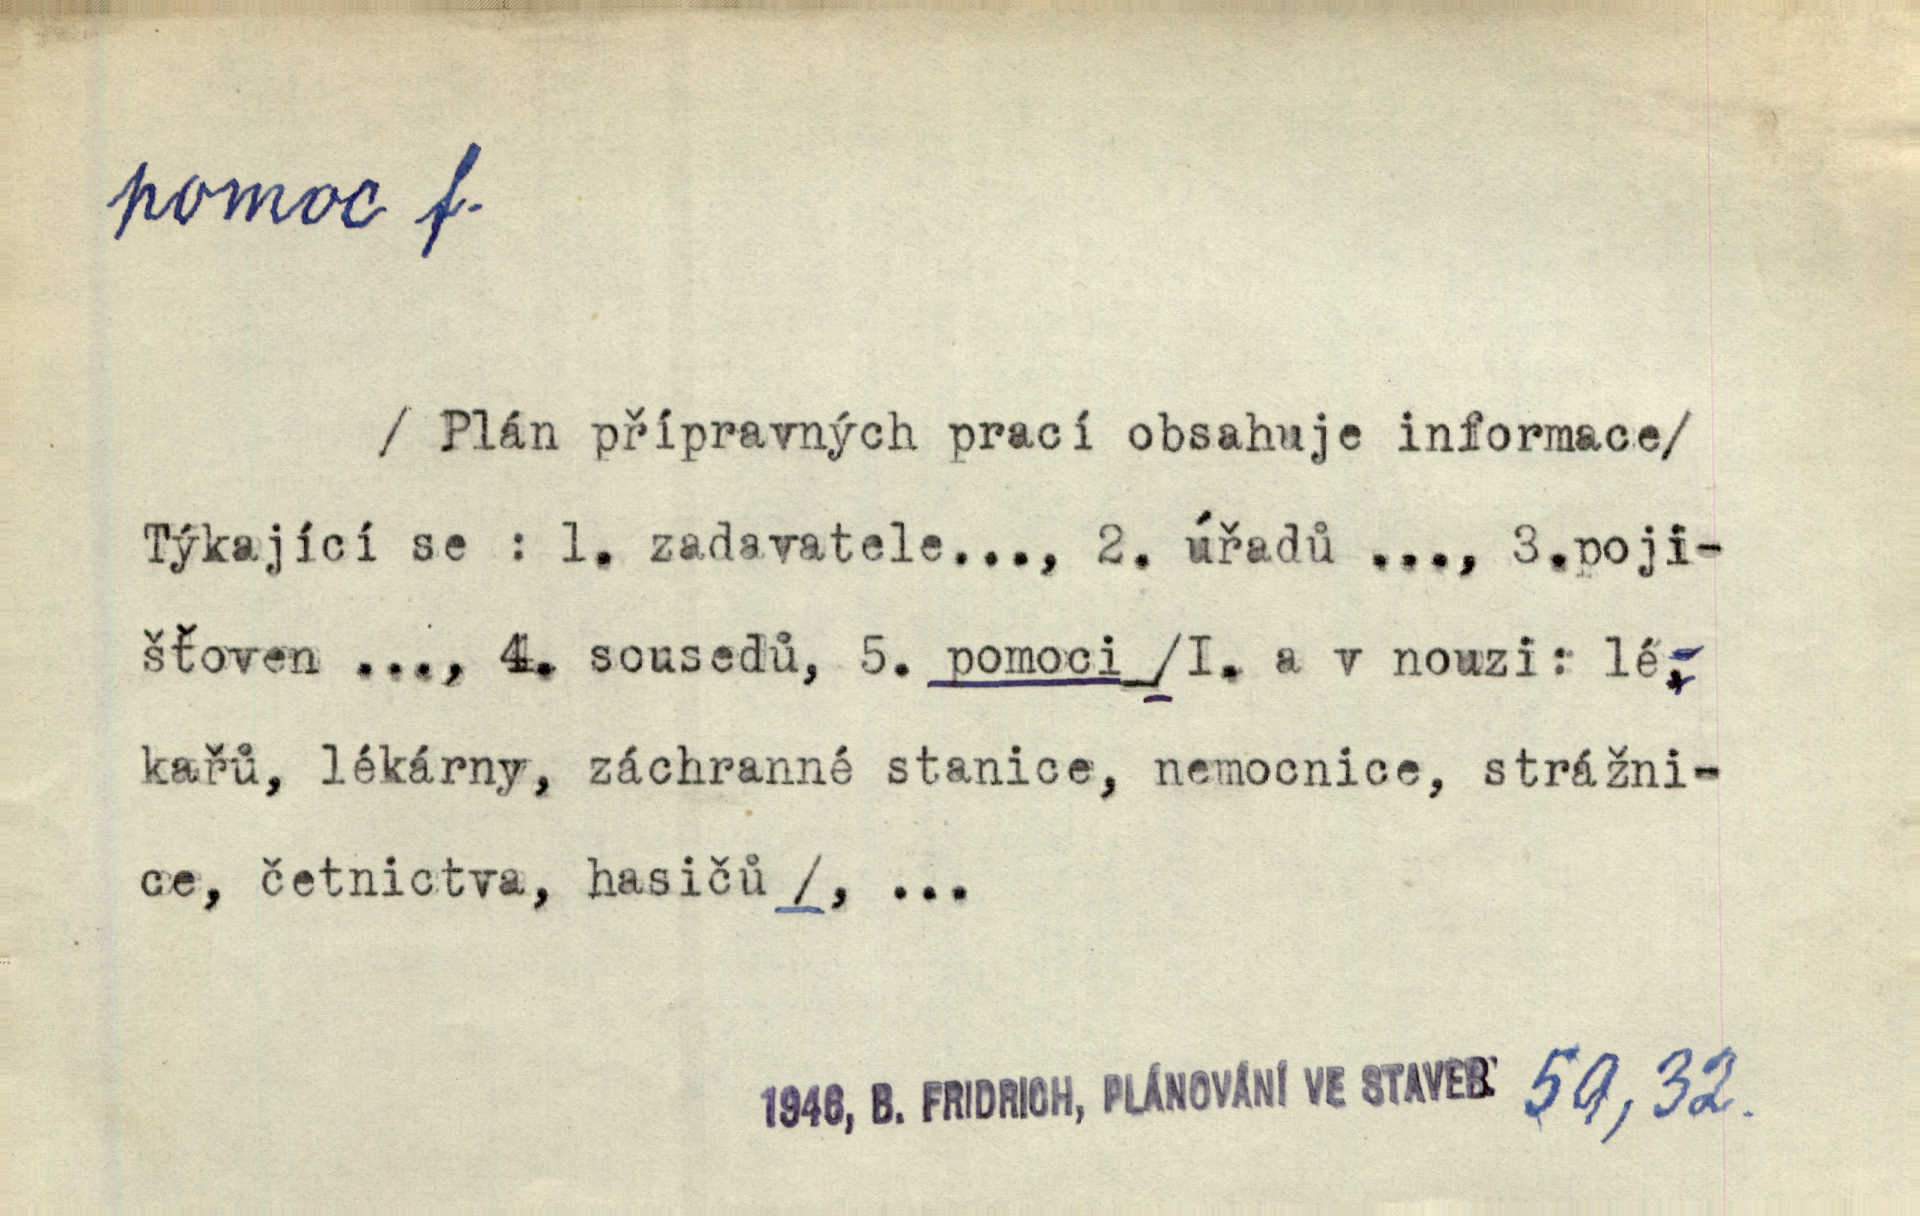 pomoc f.
/ Plán přípravných prací obsahuje informace/
Týkající se : 1. zadavatele..., 2. úřadů ..., 3.poji-
šťoven ..., 4. sousedů, 5. pomoci /I. a v nouzi: lé-
kařů, lékárny, záchranné stanice, nemocnice, strážni-
ce, četnictva, hasičů /, ...
1946, B. FRIDRICH, PLÁNOVÁNÍ VE STAVEB. 59, 32.